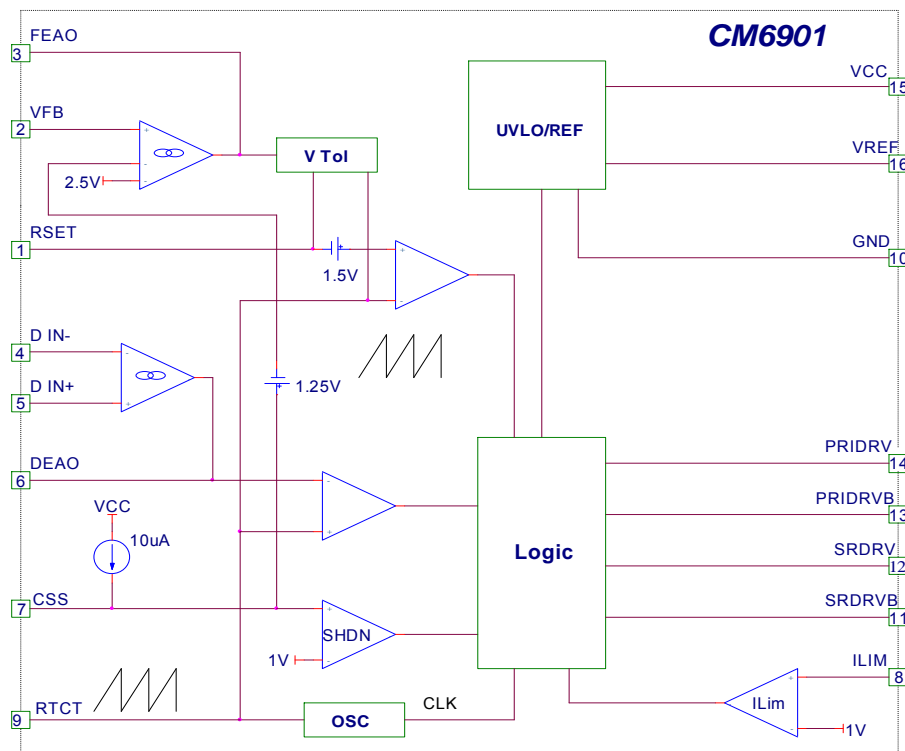 CM6901
FEAO
3
VFB
2
2.5V
V Tol
RSET
1
1.5V
D IN-
4
D IN+
5
1.25V
DEAO
6
VCC
10uA
CSS
7
SHDN
1V
RTCT
9
OSC
CLK
UVLO/REF
VCC
15
VREF
16
GND
10
Logic
PRIDRV
14
PRIDRVB
13
SRDRV
12
SRDRVB
11
ILIM
8
ILim
1V